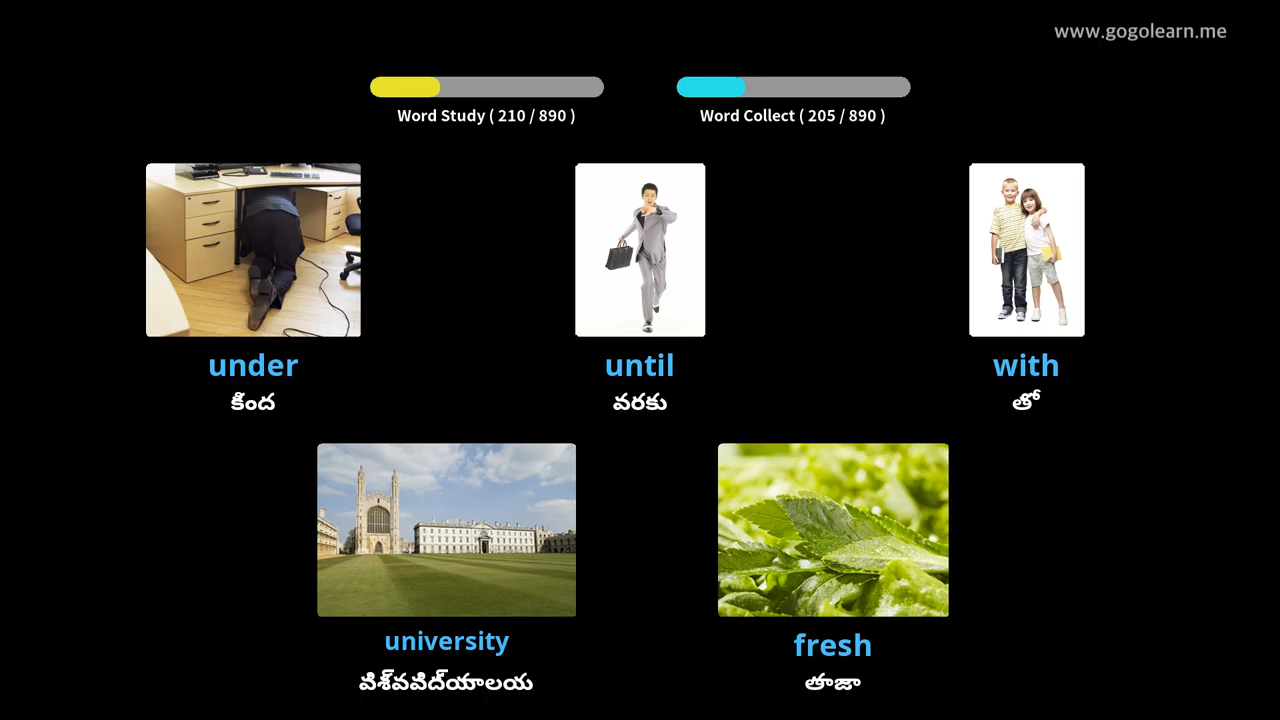 www.gogolearn.me
Word Study ( 210 / 890 )
Word Collect ( 205 / 890 )
under
until
with
కింద
వరకు
తో
university
fresh
విశ్వవిద్యాలయ
తాజా